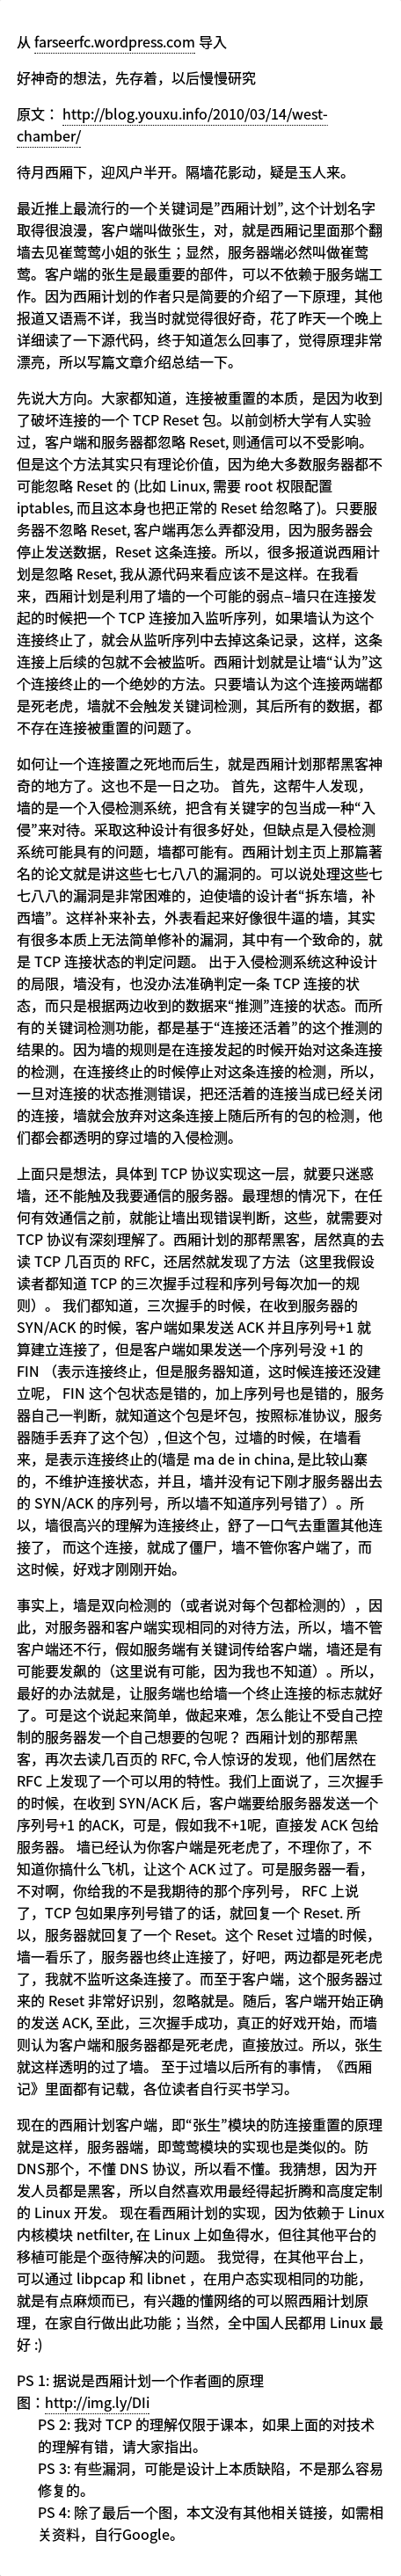 从 farseerfc.wordpress.com 导入
好神奇的想法，先存着，以后慢慢研究
原文： http://blog.youxu.info/2010/03/14/west-
chamber/
待月西厢下，迎风户半开。隔墙花影动，疑是玉人来。
最近推上最流行的一个关键词是”西厢计划”, 这个计划名字
取得很浪漫，客户端叫做张生，对，就是西厢记里面那个翻
墙去见崔莺莺小姐的张生；显然，服务器端必然叫做崔莺
莺。客户端的张生是最重要的部件，可以不依赖于服务端工
作。因为西厢计划的作者只是简要的介绍了一下原理，其他
报道又语焉不详，我当时就觉得很好奇，花了昨天一个晚上
详细读了一下源代码，终于知道怎么回事了，觉得原理非常
漂亮，所以写篇文章介绍总结一下。
先说大方向。大家都知道，连接被重置的本质，是因为收到
了破坏连接的一个 TCP Reset 包。以前剑桥大学有人实验
过，客户端和服务器都忽略 Reset, 则通信可以不受影响。
但是这个方法其实只有理论价值，因为绝大多数服务器都不
可能忽略 Reset 的 (比如 Linux, 需要 root 权限配置
iptables, 而且这本身也把正常的 Reset 给忽略了)。只要服
务器不忽略 Reset, 客户端再怎么弄都没用，因为服务器会
停止发送数据，Reset 这条连接。所以，很多报道说西厢计
划是忽略 Reset, 我从源代码来看应该不是这样。在我看
来，西厢计划是利用了墙的一个可能的弱点–墙只在连接发
起的时候把一个 TCP 连接加入监听序列，如果墙认为这个
连接终止了，就会从监听序列中去掉这条记录，这样，这条
连接上后续的包就不会被监听。西厢计划就是让墙“认为”这
个连接终止的一个绝妙的方法。只要墙认为这个连接两端都
是死老虎，墙就不会触发关键词检测，其后所有的数据，都
不存在连接被重置的问题了。
如何让一个连接置之死地而后生，就是西厢计划那帮黑客神
奇的地方了。这也不是一日之功。 首先，这帮牛人发现，
墙的是一个入侵检测系统，把含有关键字的包当成一种“入
侵”来对待。采取这种设计有很多好处，但缺点是入侵检测
系统可能具有的问题，墙都可能有。西厢计划主页上那篇著
名的论文就是讲这些七七八八的漏洞的。可以说处理这些七
七八八的漏洞是非常困难的，迫使墙的设计者“拆东墙，补
西墙”。这样补来补去，外表看起来好像很牛逼的墙，其实
有很多本质上无法简单修补的漏洞，其中有一个致命的，就
是 TCP 连接状态的判定问题。 出于入侵检测系统这种设计
的局限，墙没有，也没办法准确判定一条 TCP 连接的状
态，而只是根据两边收到的数据来“推测”连接的状态。而所
有的关键词检测功能，都是基于“连接还活着”的这个推测的
结果的。因为墙的规则是在连接发起的时候开始对这条连接
的检测，在连接终止的时候停止对这条连接的检测，所以，
一旦对连接的状态推测错误，把还活着的连接当成已经关闭
的连接，墙就会放弃对这条连接上随后所有的包的检测，他
们都会都透明的穿过墙的入侵检测。
上面只是想法，具体到 TCP 协议实现这一层，就要只迷惑
墙，还不能触及我要通信的服务器。最理想的情况下，在任
何有效通信之前，就能让墙出现错误判断，这些，就需要对
TCP 协议有深刻理解了。西厢计划的那帮黑客，居然真的去
读 TCP 几百页的 RFC，还居然就发现了方法（这里我假设
读者都知道 TCP 的三次握手过程和序列号每次加一的规
则）。 我们都知道，三次握手的时候，在收到服务器的
SYN/ACK 的时候，客户端如果发送 ACK 并且序列号+1 就
算建立连接了，但是客户端如果发送一个序列号没 +1 的
FIN （表示连接终止，但是服务器知道，这时候连接还没建
立呢， FIN 这个包状态是错的，加上序列号也是错的，服务
器自己一判断，就知道这个包是坏包，按照标准协议，服务
器随手丢弃了这个包）, 但这个包，过墙的时候，在墙看
来，是表示连接终止的(墙是 ma de in china, 是比较山寨
的，不维护连接状态，并且，墙并没有记下刚才服务器出去
的 SYN/ACK 的序列号，所以墙不知道序列号错了）。所
以，墙很高兴的理解为连接终止，舒了一口气去重置其他连
接了， 而这个连接，就成了僵尸，墙不管你客户端了，而
这时候，好戏才刚刚开始。
事实上，墙是双向检测的（或者说对每个包都检测的），因
此，对服务器和客户端实现相同的对待方法，所以，墙不管
客户端还不行，假如服务端有关键词传给客户端，墙还是有
可能要发飙的（这里说有可能，因为我也不知道）。所以，
最好的办法就是，让服务端也给墙一个终止连接的标志就好
了。可是这个说起来简单，做起来难，怎么能让不受自己控
制的服务器发一个自己想要的包呢？ 西厢计划的那帮黑
客，再次去读几百页的 RFC, 令人惊讶的发现，他们居然在
RFC 上发现了一个可以用的特性。我们上面说了，三次握手
的时候，在收到 SYN/ACK 后，客户端要给服务器发送一个
序列号+1 的ACK，可是，假如我不+1呢，直接发 ACK 包给
服务器。 墙已经认为你客户端是死老虎了，不理你了，不
知道你搞什么飞机，让这个 ACK 过了。可是服务器一看，
不对啊，你给我的不是我期待的那个序列号， RFC 上说
了，TCP 包如果序列号错了的话，就回复一个 Reset. 所
以，服务器就回复了一个 Reset。这个 Reset 过墙的时候，
墙一看乐了，服务器也终止连接了，好吧，两边都是死老虎
了，我就不监听这条连接了。而至于客户端，这个服务器过
来的 Reset 非常好识别，忽略就是。随后，客户端开始正确
的发送 ACK, 至此，三次握手成功，真正的好戏开始，而墙
则认为客户端和服务器都是死老虎，直接放过。所以，张生
就这样透明的过了墙。 至于过墙以后所有的事情，《西厢
记》里面都有记载，各位读者自行买书学习。
现在的西厢计划客户端，即“张生”模块的防连接重置的原理
就是这样，服务器端，即莺莺模块的实现也是类似的。防
DNS那个，不懂 DNS 协议，所以看不懂。我猜想，因为开
发人员都是黑客，所以自然喜欢用最经得起折腾和高度定制
的 Linux 开发。 现在看西厢计划的实现，因为依赖于 Linux
内核模块 netfilter, 在 Linux 上如鱼得水，但往其他平台的
移植可能是个亟待解决的问题。 我觉得，在其他平台上，
可以通过 libpcap 和 libnet ，在用户态实现相同的功能，
就是有点麻烦而已，有兴趣的懂网络的可以照西厢计划原
理，在家自行做出此功能；当然，全中国人民都用 Linux 最
好 :)
PS 1: 据说是西厢计划一个作者画的原理
图：http://img.ly/DIi
PS 2: 我对 TCP 的理解仅限于课本，如果上面的对技术
的理解有错，请大家指出。
PS 3: 有些漏洞，可能是设计上本质缺陷，不是那么容易
修复的。
PS 4: 除了最后一个图，本文没有其他相关链接，如需相
关资料，自行Google。